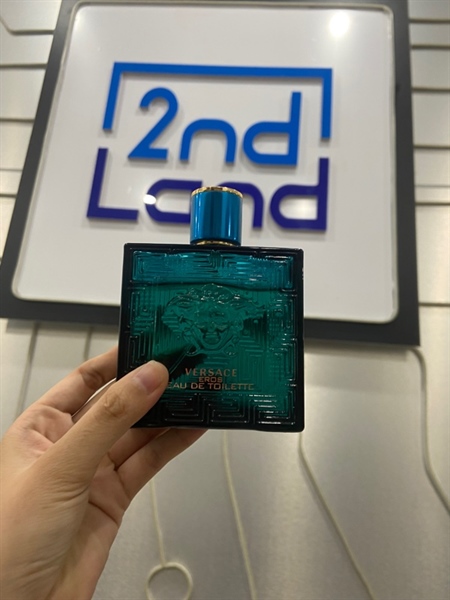 2nd
Land
VERSACE
EROS
EAU DE TOILETTE